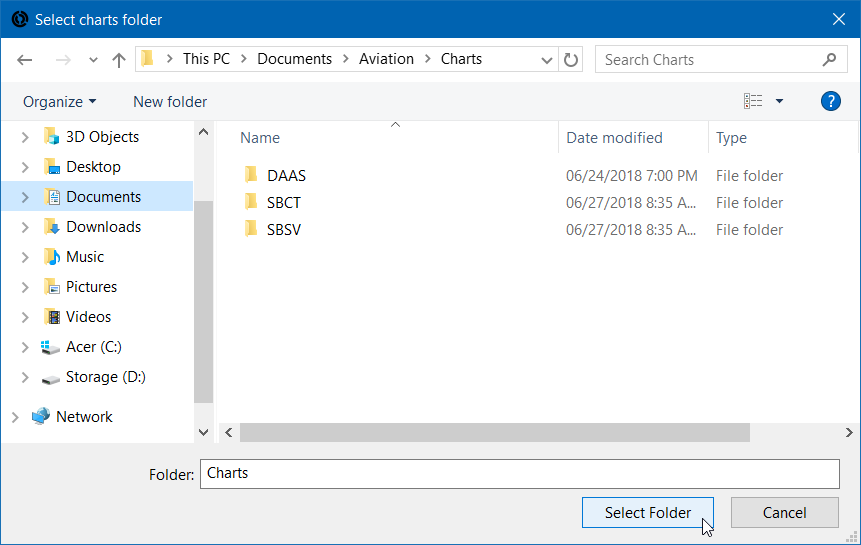 Select charts folder
This PC > Documents > Aviation > Charts
Search Charts
Organize
New folder
?
Name
Date modified
Type
3D Objects
Desktop
Documents
Downloads
Music
Pictures
Videos
Acer (C:)
Storage (D:)
Network
DAAS 06/24/2018 7:00 PM File folder
SBCT 06/27/2018 8:35 A... File folder
SBSV 06/27/2018 8:35 A... File folder
Folder: Charts
Select Folder
Cancel